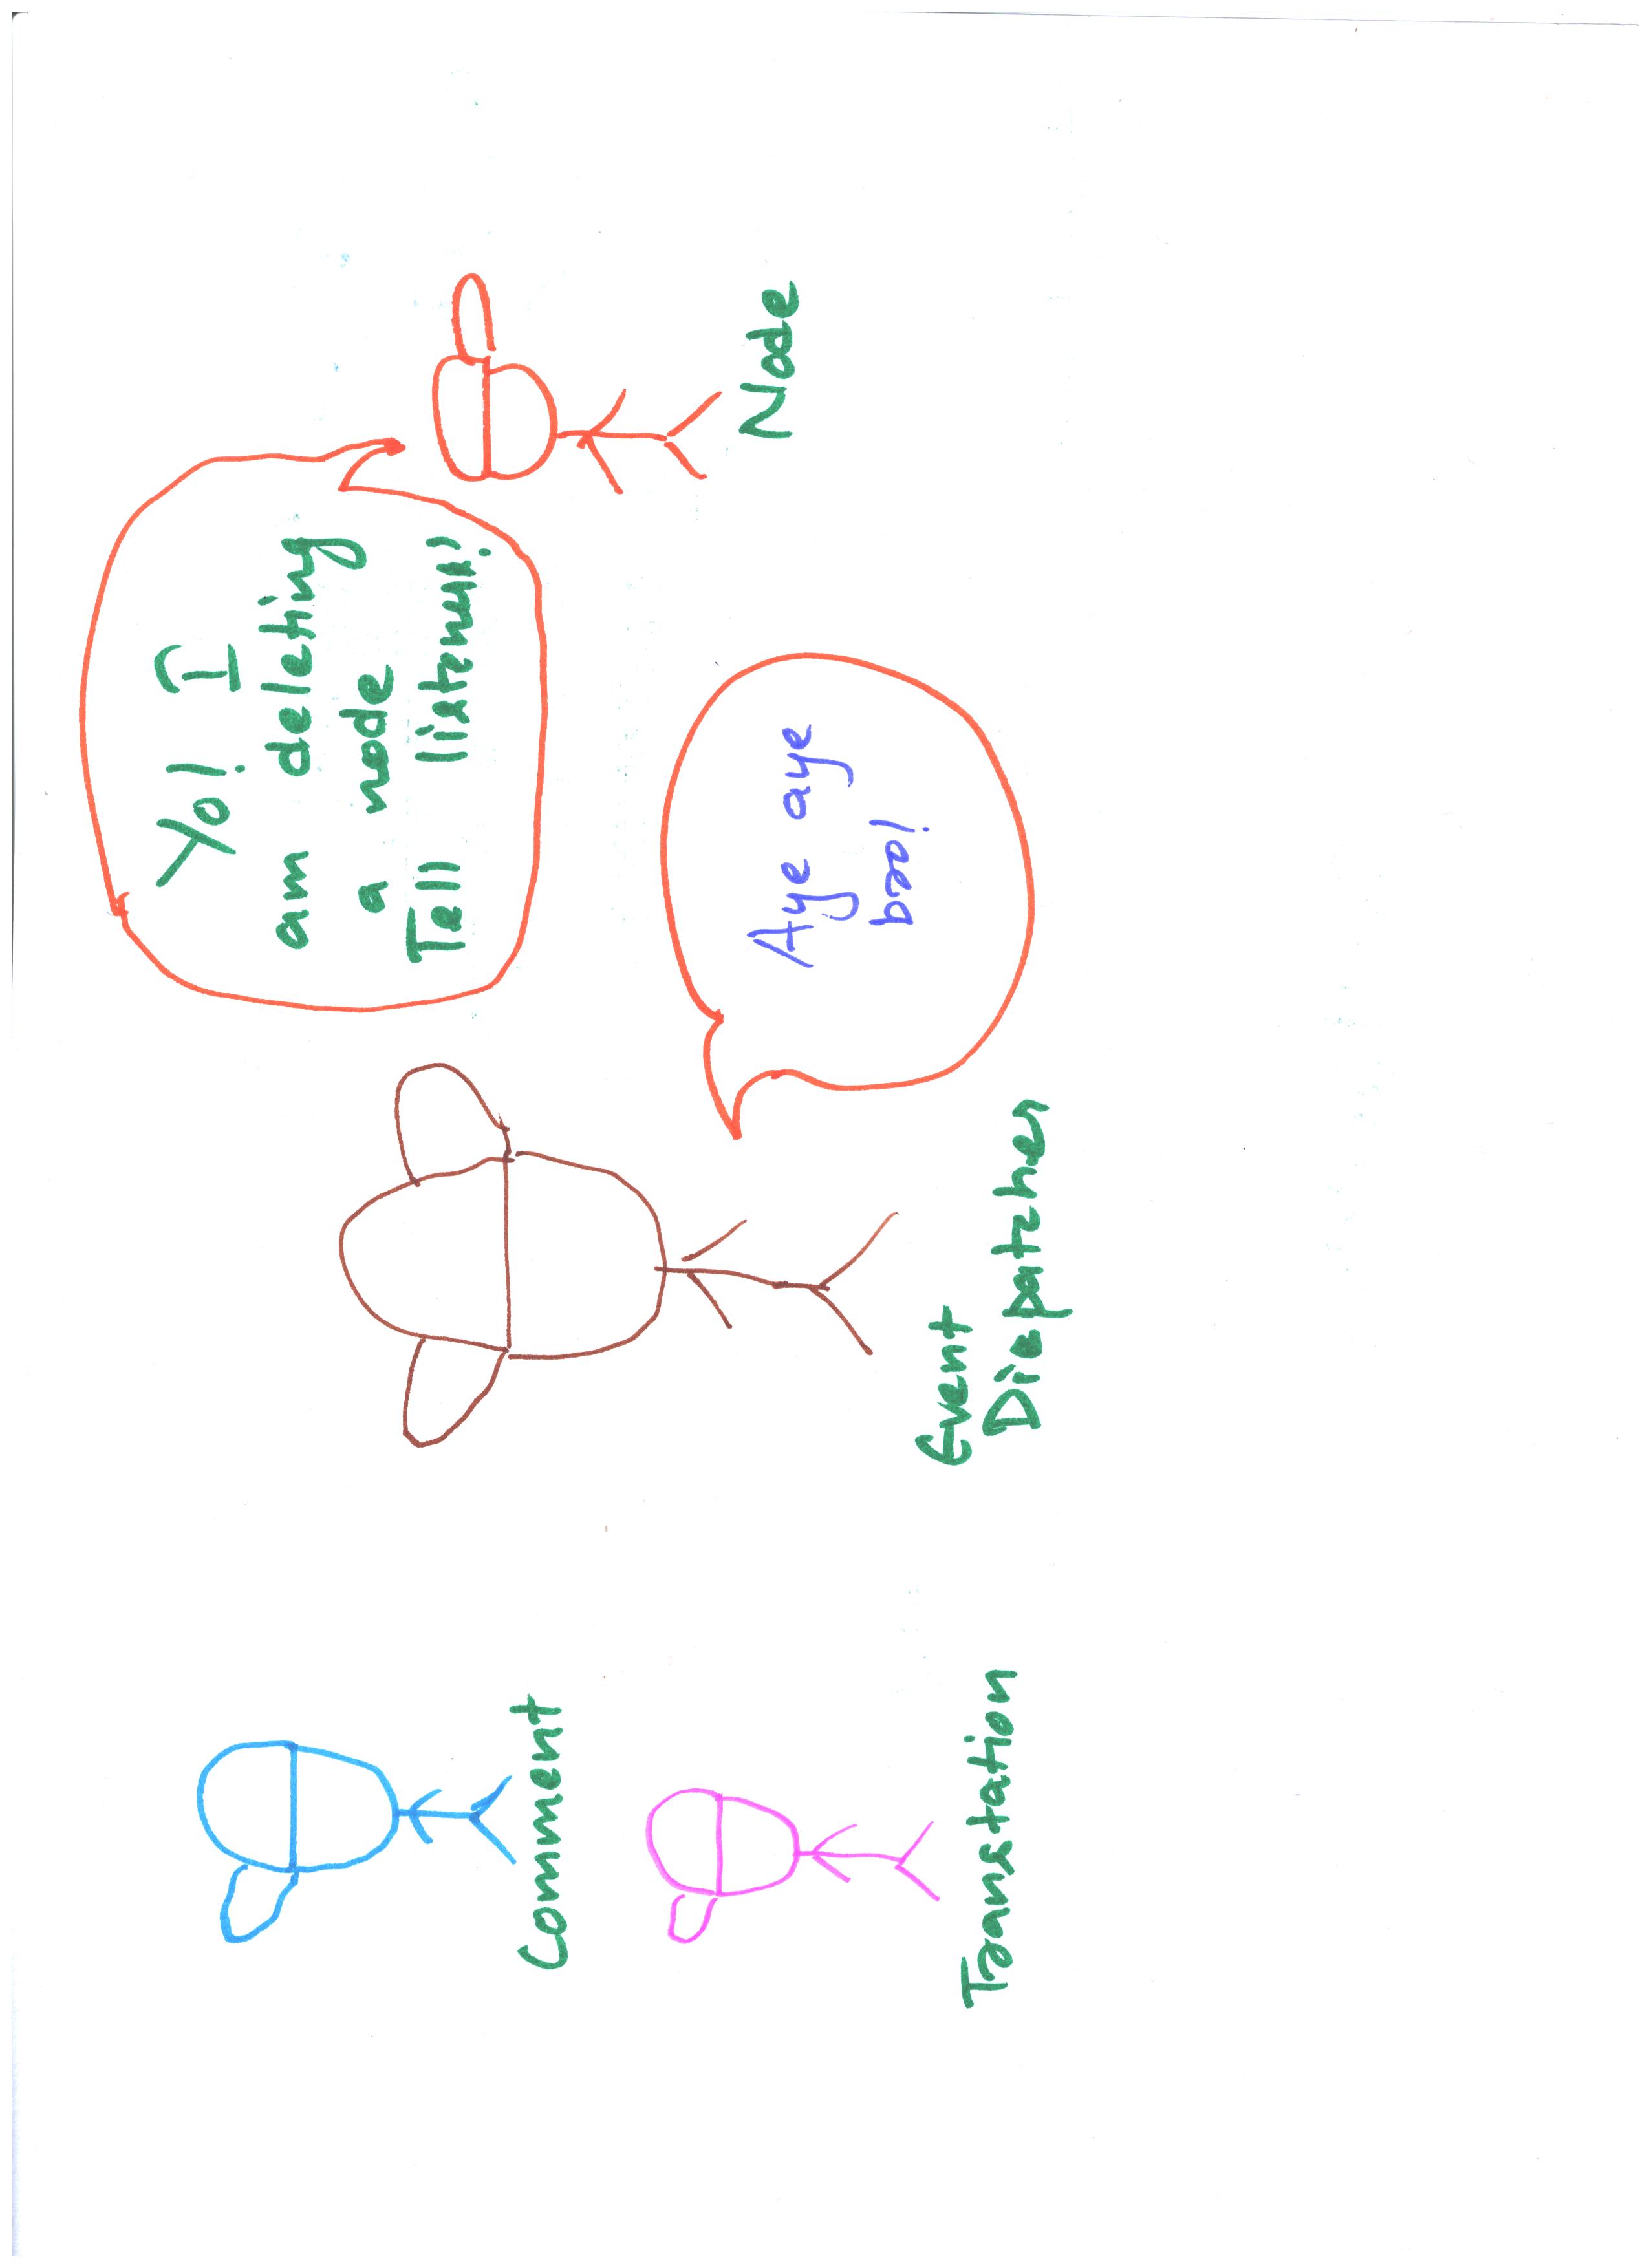 Yo! I
am deleting
a node
Tell listeners!
Comment
Node
Aye aye
bro!
Event
Dispatcher
Translation